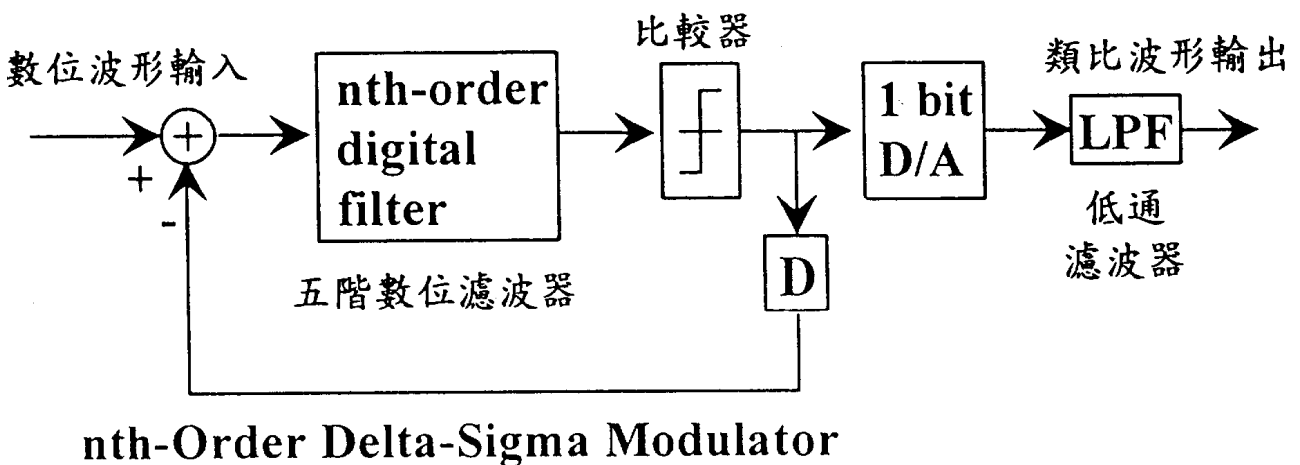 數位波形輸入
+
+
-
nth-order
digital
filter
五階數位濾波器
比較器
D
1 bit
D/A
類比波形輸出
LPF
低通
濾波器
nth-Order Delta-Sigma Modulator